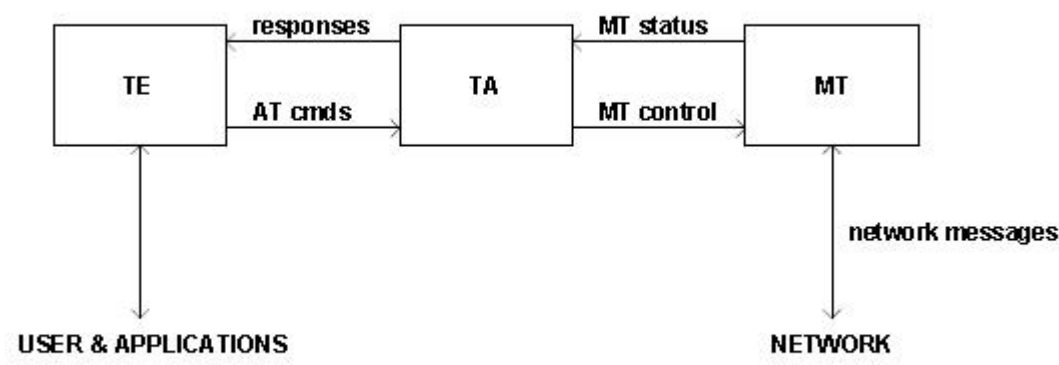 responses
MT status
TE
TA
MT
AT cmds
MT control
network messages
USER & APPLICATIONS
NETWORK